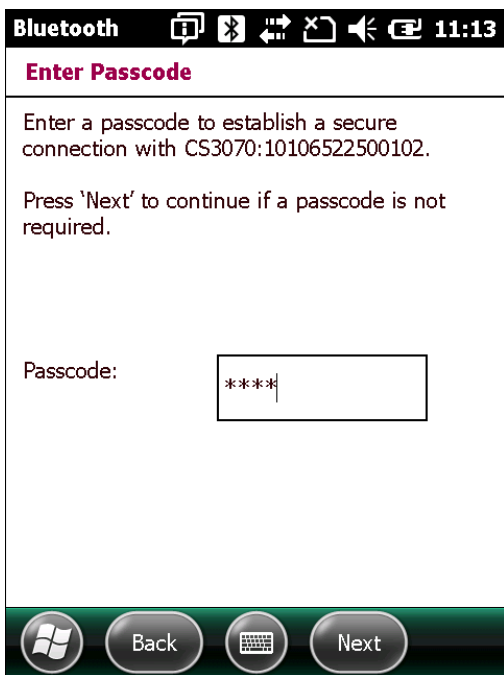 Bluetooth 11:13
Enter Passcode
Enter a passcode to establish a secure
connection with CS3070:10106522500102.
Press ‘Next’ to continue if a passcode is not
required.
Passcode: ****
Back Next